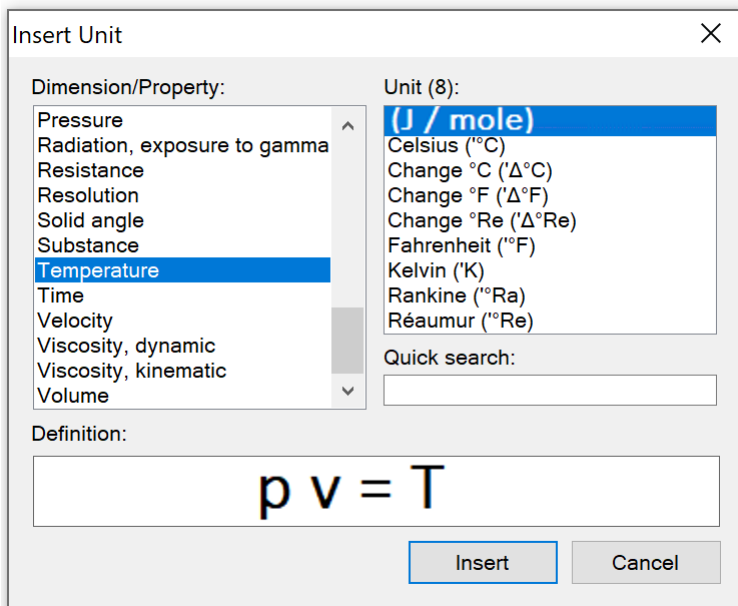 Insert Unit
Dimension/Property:
Pressure
Radiation, exposure to gamma
Resistance
Resolution
Solid angle
Substance
Temperature
Time
Velocity
Viscosity, dynamic
Viscosity, kinematic
Volume
Unit (8):
(J / mole)
Celsius ('°C)
Change °C ('Δ°C)
Change °F ('Δ°F)
Change °Re ('Δ°Re)
Fahrenheit ('°F)
Kelvin ('K)
Rankine ('°Ra)
Réaumur ('°Re)
Quick search:
Definition:
p v = T
Insert Cancel